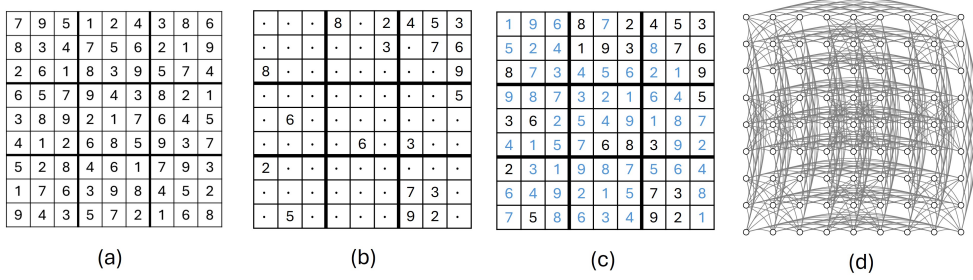 7 9 5 1 2 4 3 8 6
8 3 4 7 5 6 2 1 9
2 6 1 8 3 9 5 7 4
6 5 7 9 4 3 8 2 1
3 8 9 2 1 7 6 4 5
4 1 2 6 8 5 9 3 7
5 2 8 4 6 1 7 9 3
1 7 6 3 9 8 4 5 2
9 4 3 5 7 2 1 6 8
(a)
· · · 8 · 2 4 5 3
· · · · · 3 · 7 6
8 · · · · · · · 9
· · · · · · · · 5
· 6 · · · · · · ·
· · · · 6 · 3 · ·
2 · · · · · · · ·
· · · · · · 7 3 ·
· 5 · · · · 9 2 ·
(b)
1 9 6 8 7 2 4 5 3
5 2 4 1 9 3 8 7 6
8 7 3 4 5 6 2 1 9
9 8 7 3 2 1 6 4 5
3 6 2 5 4 9 1 8 7
4 1 5 7 6 8 3 9 2
2 3 1 9 8 7 5 6 4
6 4 9 2 1 5 7 3 8
7 5 8 6 3 4 9 2 1
(c)
(d)